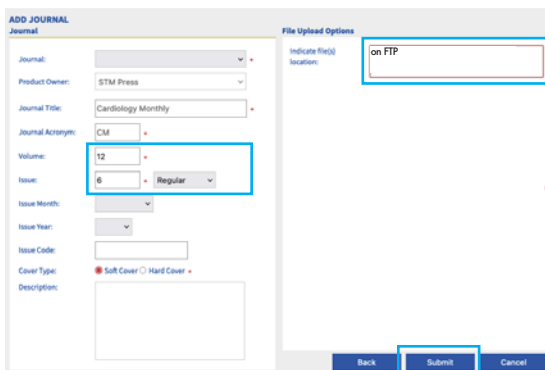 ADD JOURNAL
Journal
Journal:
*
Product Owner:
STM Press
Journal Title:
Cardiology Monthly
*
Journal Acronym:
CM
*
Volume:
12
*
Issue:
6
*
Regular
Issue Month:
Issue Year:
Issue Code:
Cover Type:
Soft Cover
Hard Cover *
Description:
File Upload Options
Indicate file(s)
location:
on FTP
Back
Submit
Cancel